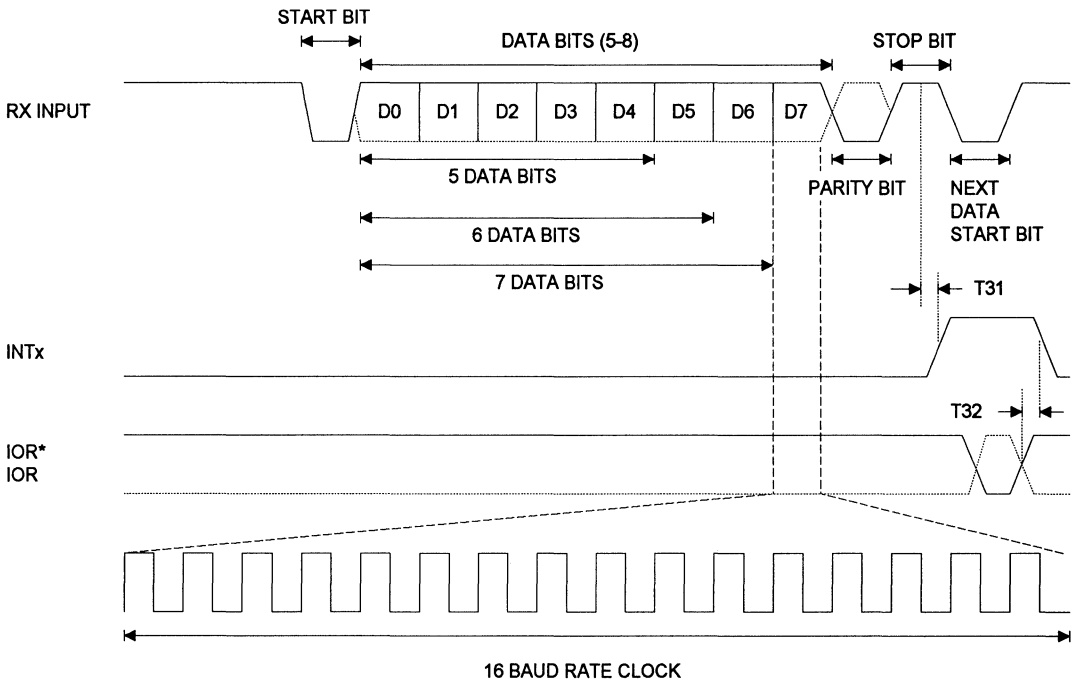 START BIT
DATA BITS (5-8)
STOP BIT
RX INPUT
D0 D1 D2 D3 D4 D5 D6 D7
5 DATA BITS
PARITY BIT
NEXT
DATA
START BIT
6 DATA BITS
7 DATA BITS
T31
INTx
T32
IOR*
IOR
16 BAUD RATE CLOCK